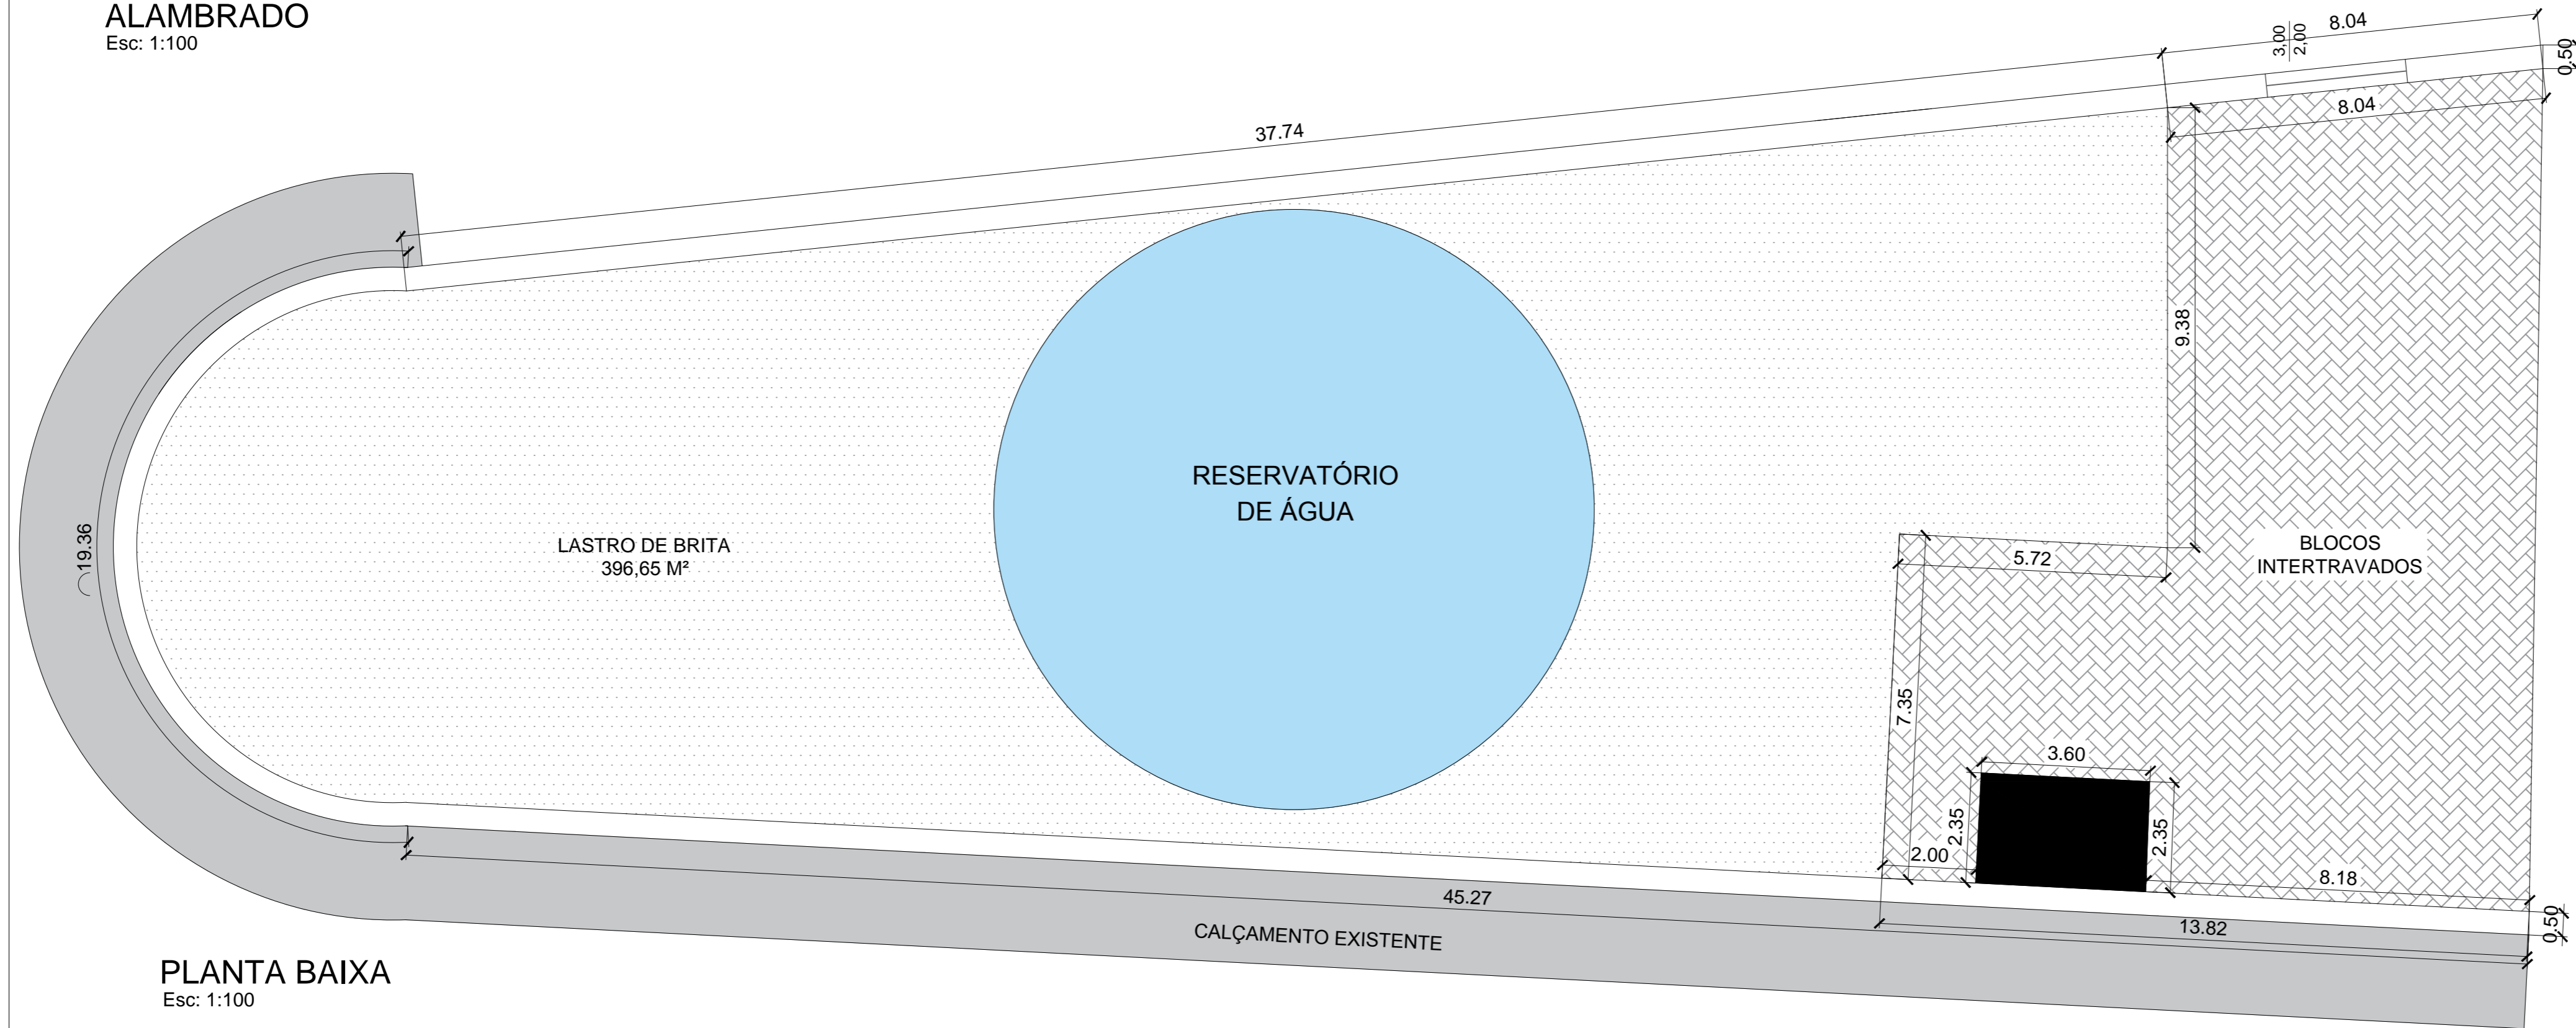 ALAMBRADO
Esc: 1:100
8.04
3,00
2,00
0.50
37.74
8.04
9.38
RESERVATÓRIO
DE ÁGUA
19.36
LASTRO DE BRITA
396,65 M²
BLOCOS
INTERTRAVADOS
5.72
7.35
3.60
2.35
2.35
2.00
8.18
45.27
13.82
0.50
CALÇAMENTO EXISTENTE
PLANTA BAIXA
Esc: 1:100